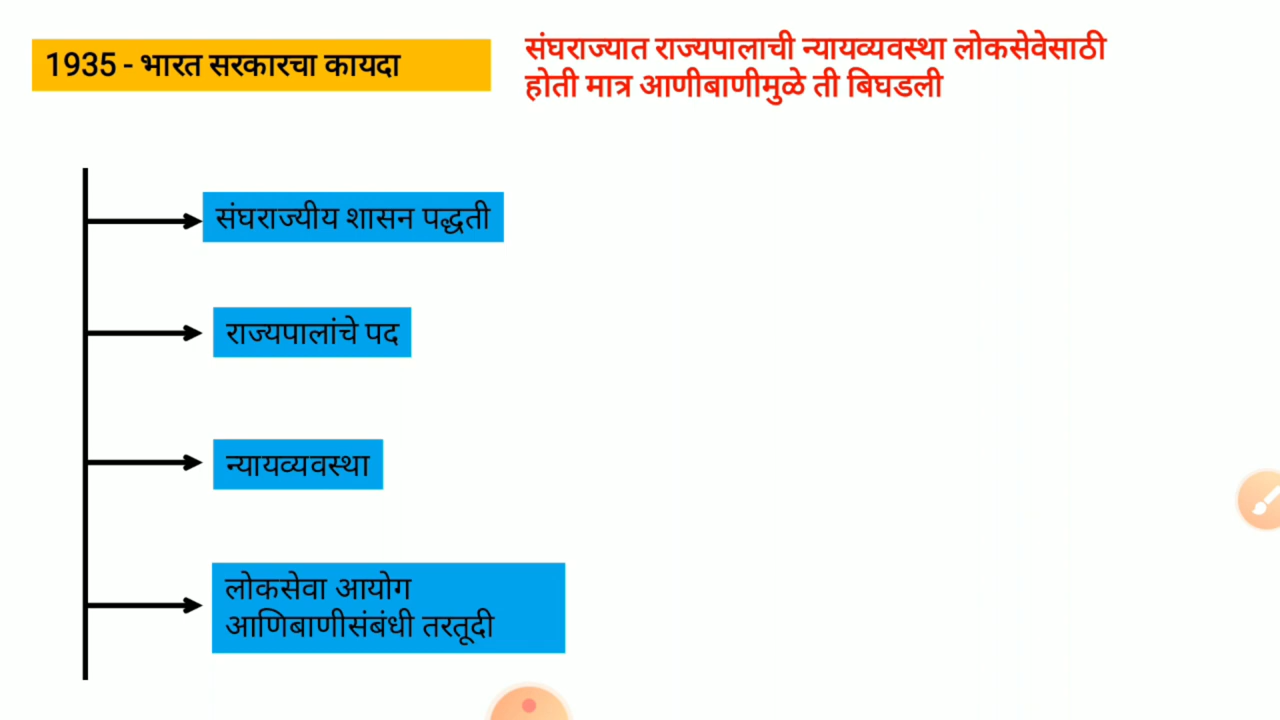 1935 - भारत सरकारचा कायदा
संघराज्यात राज्यपालाची न्यायव्यवस्था लोकसेवेसाठी
होती मात्र आणीबाणीमुळे ती बिघडली
संघराज्यीय शासन पद्धती
राज्यपालांचे पद
न्यायव्यवस्था
लोकसेवा आयोग
आणिबाणीसंबंधी तरतूदी